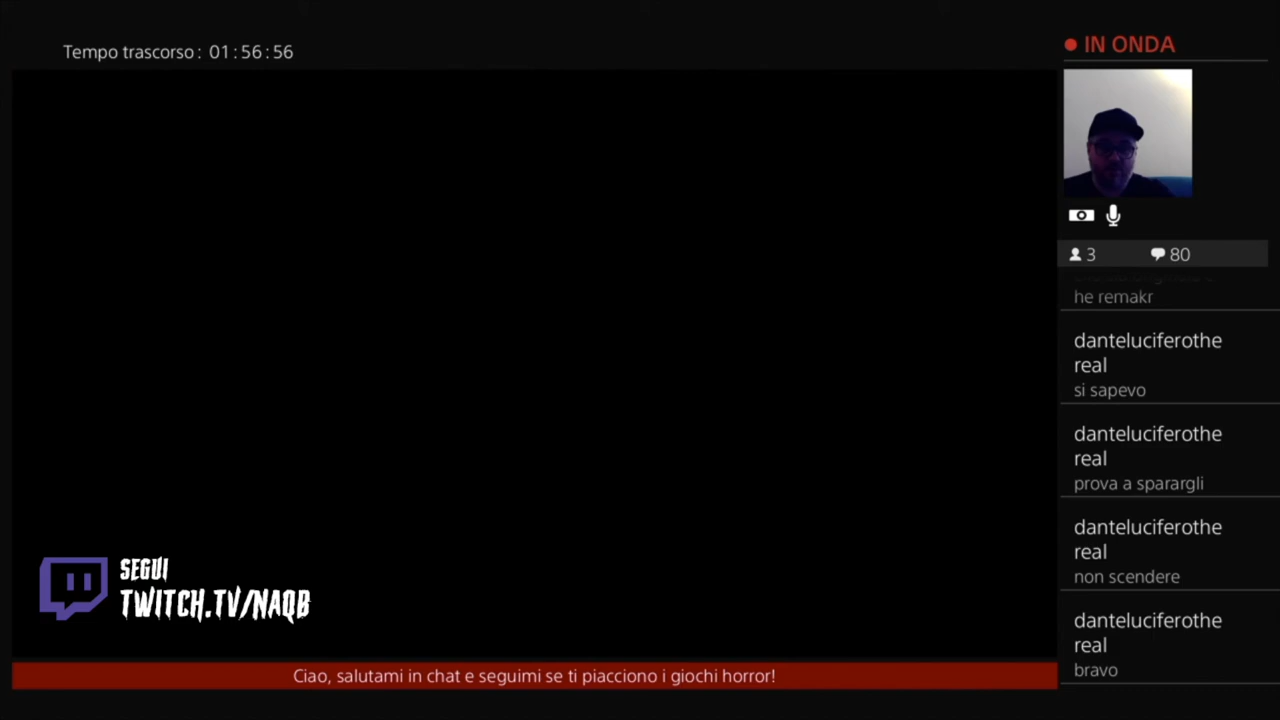 Tempo trascorso: 01:56:56
IN ONDA
3 80
he remakr
danteluciferothe
real
si sapevo
danteluciferothe
real
prova a sparargli
danteluciferothe
real
non scendere
danteluciferothe
real
bravo
SEGUI
TWITCH.TV/NAQB
Ciao, salutami in chat e seguimi se ti piacciono i giochi horror!